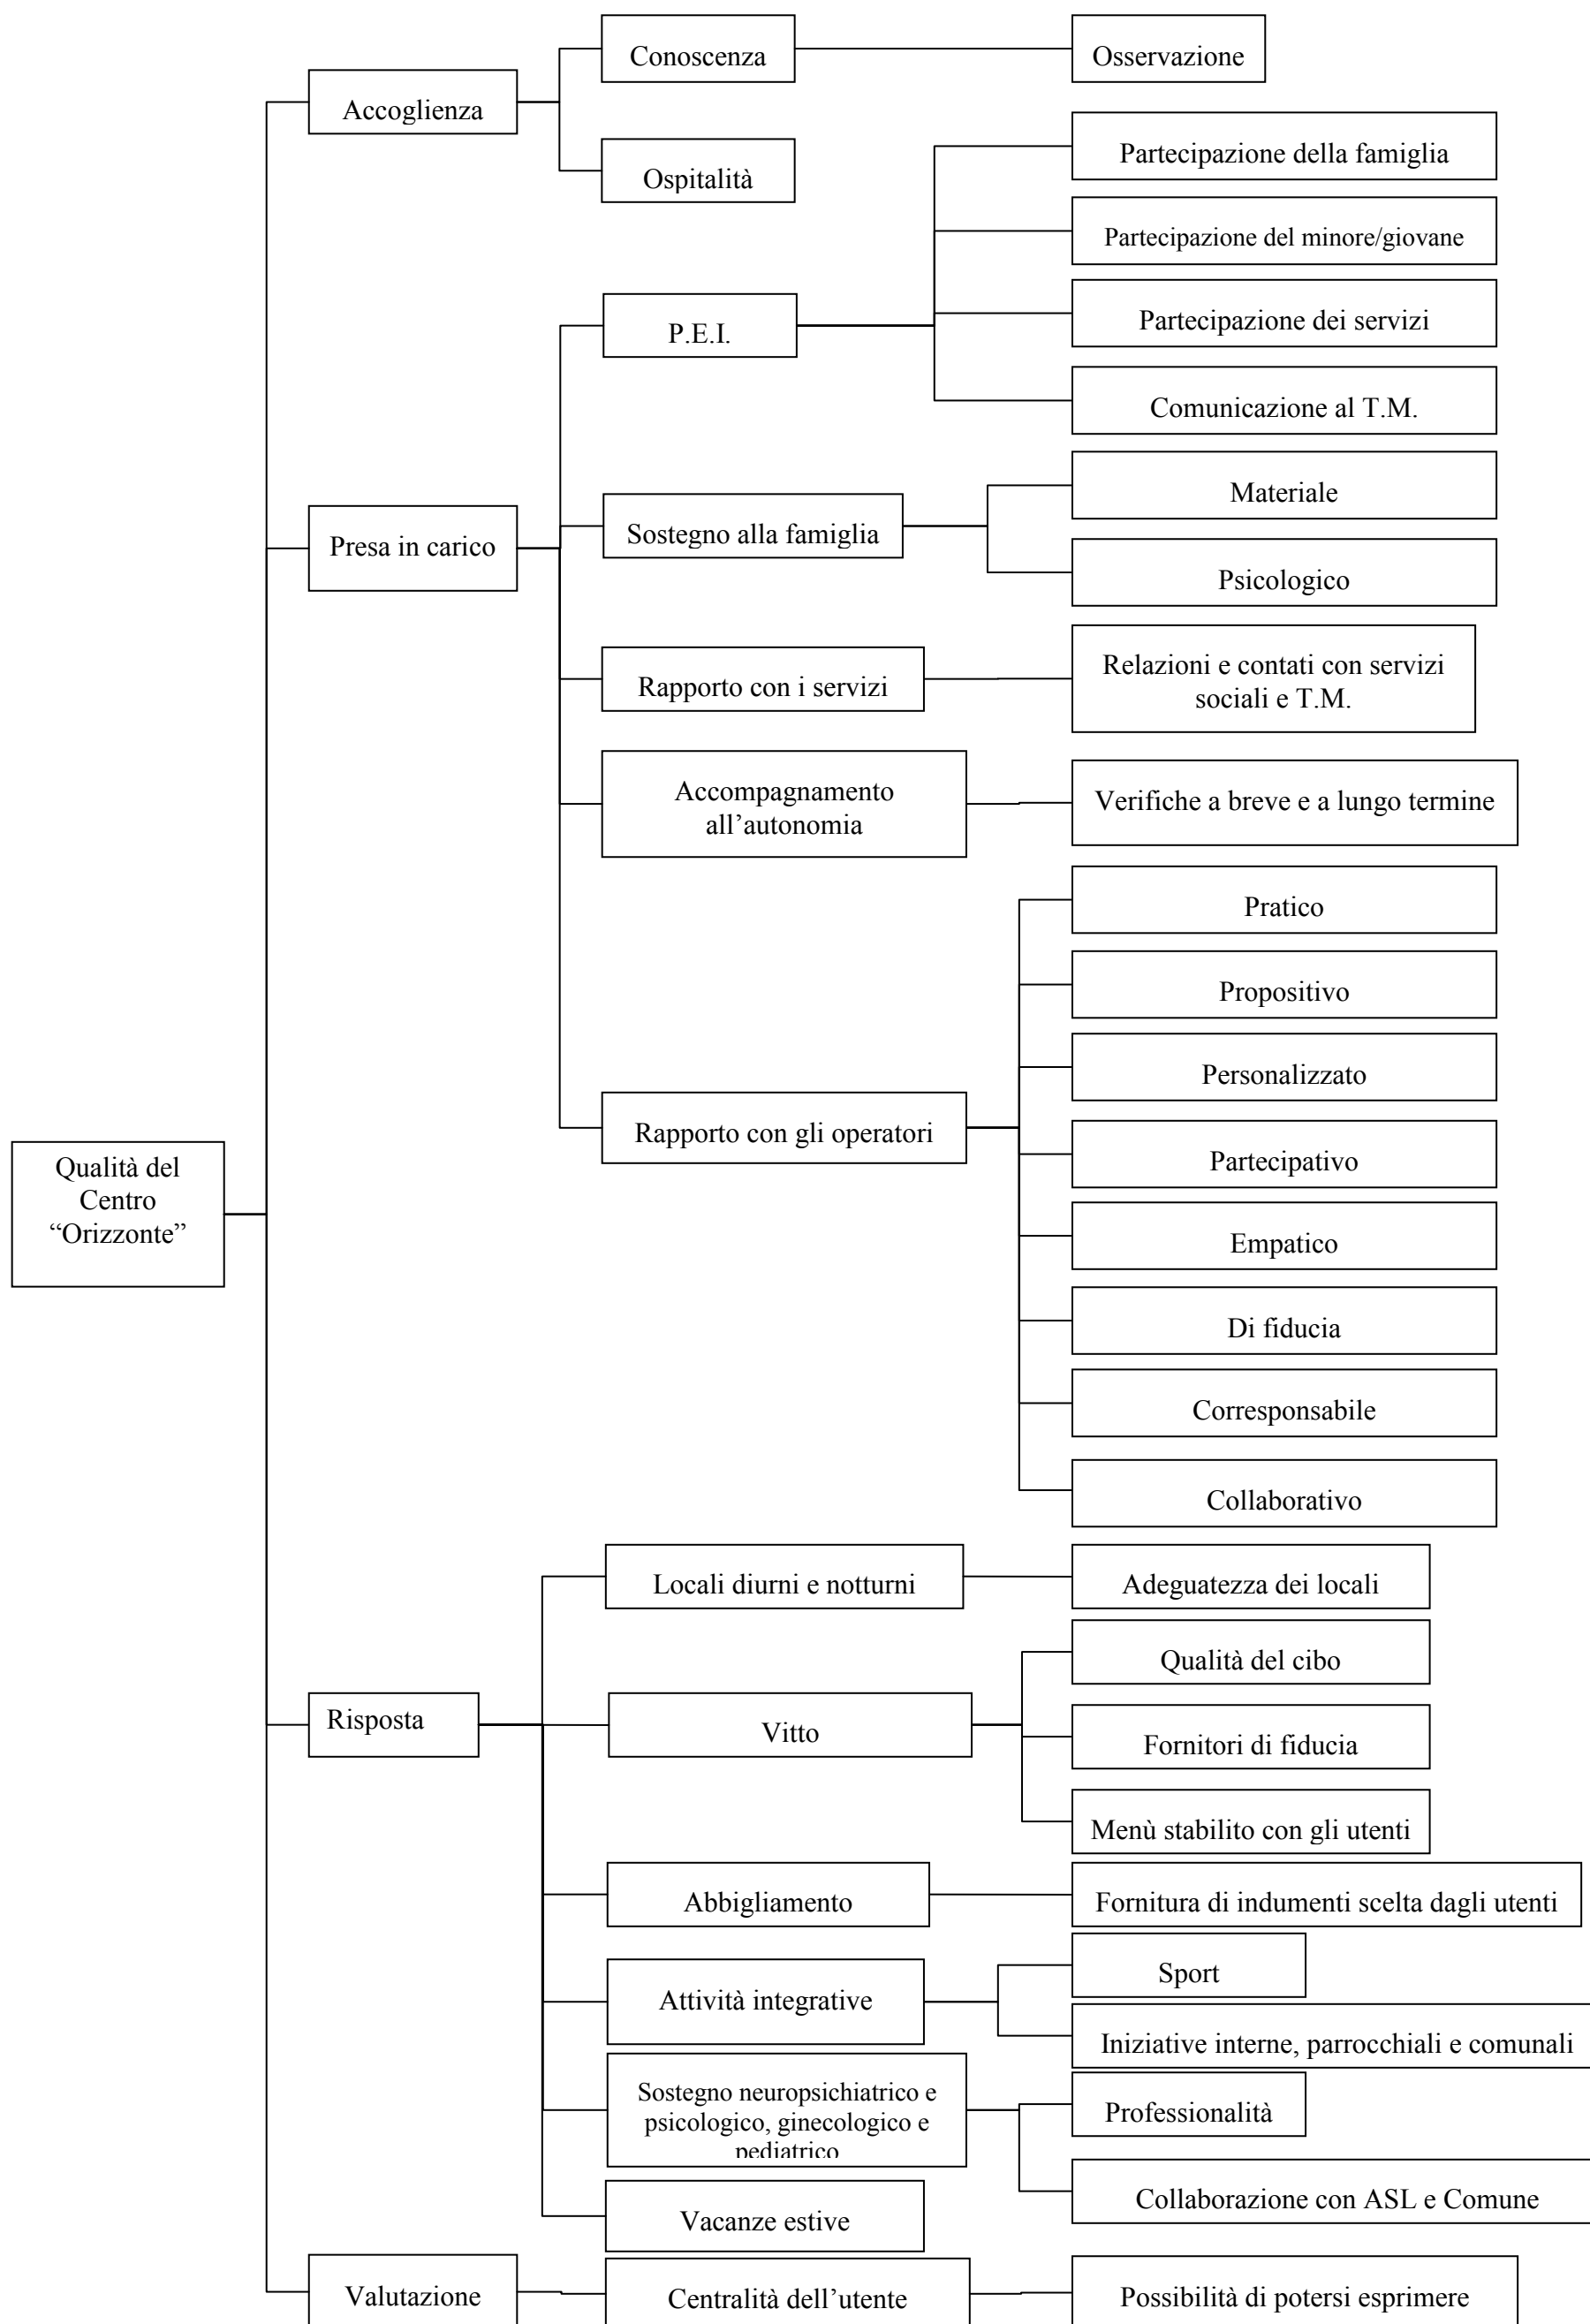 Conoscenza
Osservazione
Accoglienza
Ospitalità
Partecipazione della famiglia
Partecipazione del minore/giovane
P.E.I.
Partecipazione dei servizi
Comunicazione al T.M.
Materiale
Presa in carico
Sostegno alla famiglia
Psicologico
Rapporto con i servizi
Relazioni e contati con servizi
sociali e T.M.
Accompagnamento
all’autonomia
Verifiche a breve e a lungo termine
Pratico
Propositivo
Personalizzato
Rapporto con gli operatori
Partecipativo
Qualità del
Centro
“Orizzonte”
Empatico
Di fiducia
Corresponsabile
Collaborativo
Locali diurni e notturni
Adeguatezza dei locali
Qualità del cibo
Risposta
Vitto
Fornitori di fiducia
Menù stabilito con gli utenti
Abbigliamento
Fornitura di indumenti scelta dagli utenti
Sport
Attività integrative
Iniziative interne, parrocchiali e comunali
Sostegno neuropsichiatrico e
psicologico, ginecologico e
pediatrico
Professionalità
Collaborazione con ASL e Comune
Vacanze estive
Valutazione
Centralità dell’utente
Possibilità di potersi esprimere